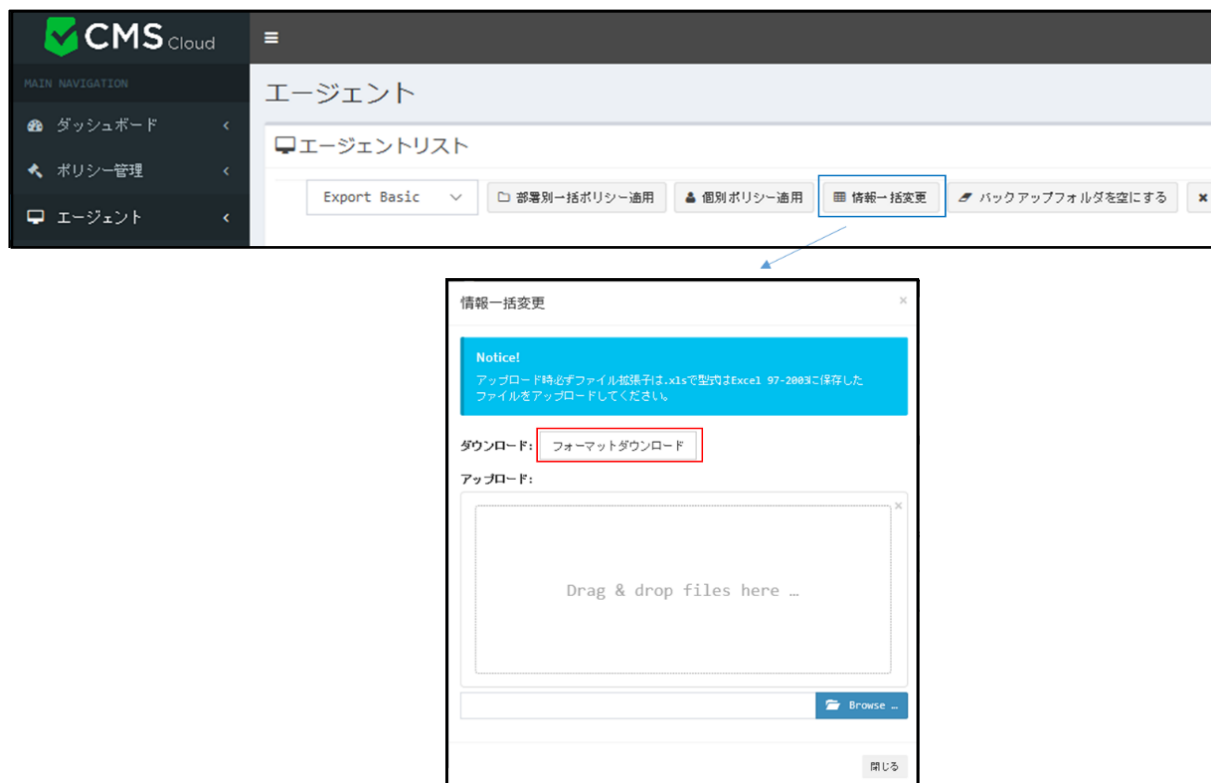 CMS Cloud
MAIN NAVIGATION
ダッシュボード
ポリシー管理
エージェント
エージェント
エージェントリスト
Export Basic
部署別一括ポリシー適用
個別ポリシー適用
情報一括変更
バックアップフォルダを空にする
情報一括変更
Notice!
アップロード時必ずファイル拡張子は.xlsで型式はExcel 97-2003に保存した
ファイルをアップロードしてください。
ダウンロード: フォーマットダウンロード
アップロード:
Drag & drop files here …
Browse …
閉じる